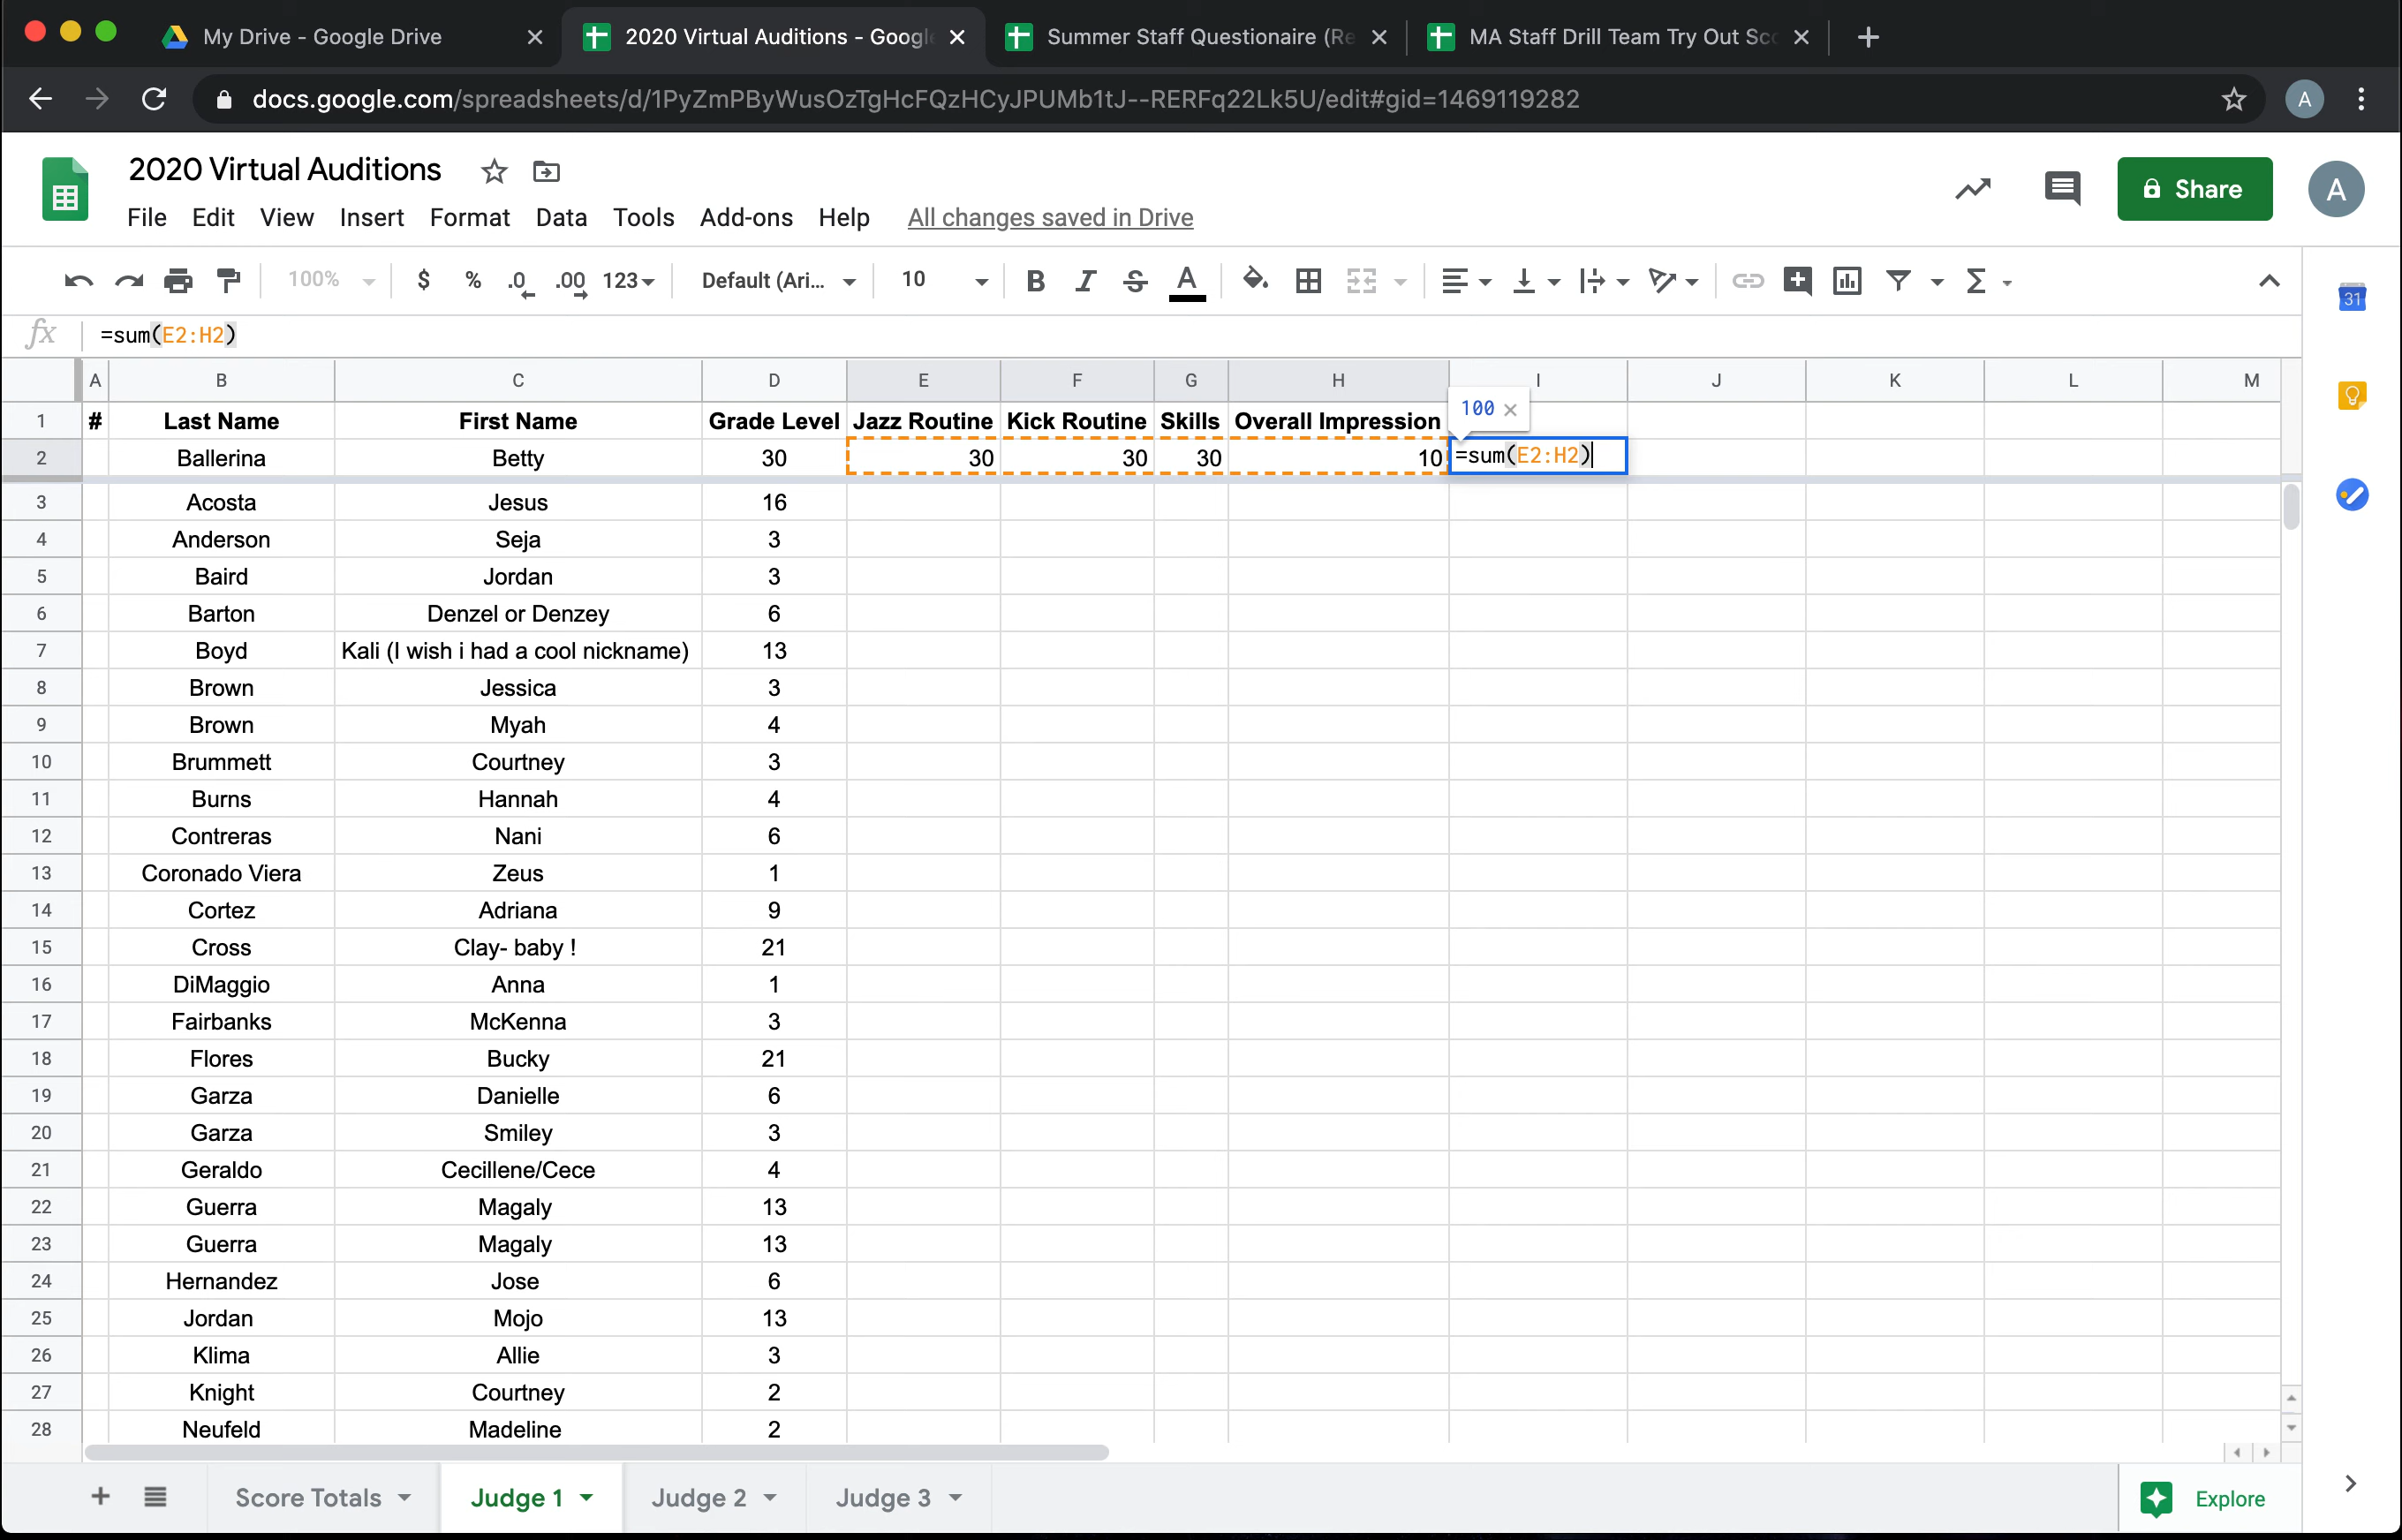 My Drive - Google Drive
2020 Virtual Auditions - Googl
Summer Staff Questionaire (Re
MA Staff Drill Team Try Out Sco
docs.google.com/spreadsheets/d/1PyZmPByWusOzTgHcFQzHCyJPUMb1tJ--RERFq22Lk5U/edit#gid=1469119282
A
2020 Virtual Auditions
File Edit View Insert Format Data Tools Add-ons Help All changes saved in Drive
Share
A
100% $ % .0 .00 123 Default (Ari... 10 B I S A Σ
31
fx =sum(E2:H2)
A B C D E F G H I J K L M
1 # Last Name First Name Grade Level Jazz Routine Kick Routine Skills Overall Impression
100 ×
2 Ballerina Betty 30 30 30 30 10 =sum(E2:H2)
3 Acosta Jesus 16
4 Anderson Seja 3
5 Baird Jordan 3
6 Barton Denzel or Denzey 6
7 Boyd Kali (I wish i had a cool nickname) 13
8 Brown Jessica 3
9 Brown Myah 4
10 Brummett Courtney 3
11 Burns Hannah 4
12 Contreras Nani 6
13 Coronado Viera Zeus 1
14 Cortez Adriana 9
15 Cross Clay- baby ! 21
16 DiMaggio Anna 1
17 Fairbanks McKenna 3
18 Flores Bucky 21
19 Garza Danielle 6
20 Garza Smiley 3
21 Geraldo Cecillene/Cece 4
22 Guerra Magaly 13
23 Guerra Magaly 13
24 Hernandez Jose 6
25 Jordan Mojo 13
26 Klima Allie 3
27 Knight Courtney 2
28 Neufeld Madeline 2
Score Totals Judge 1 Judge 2 Judge 3 Explore